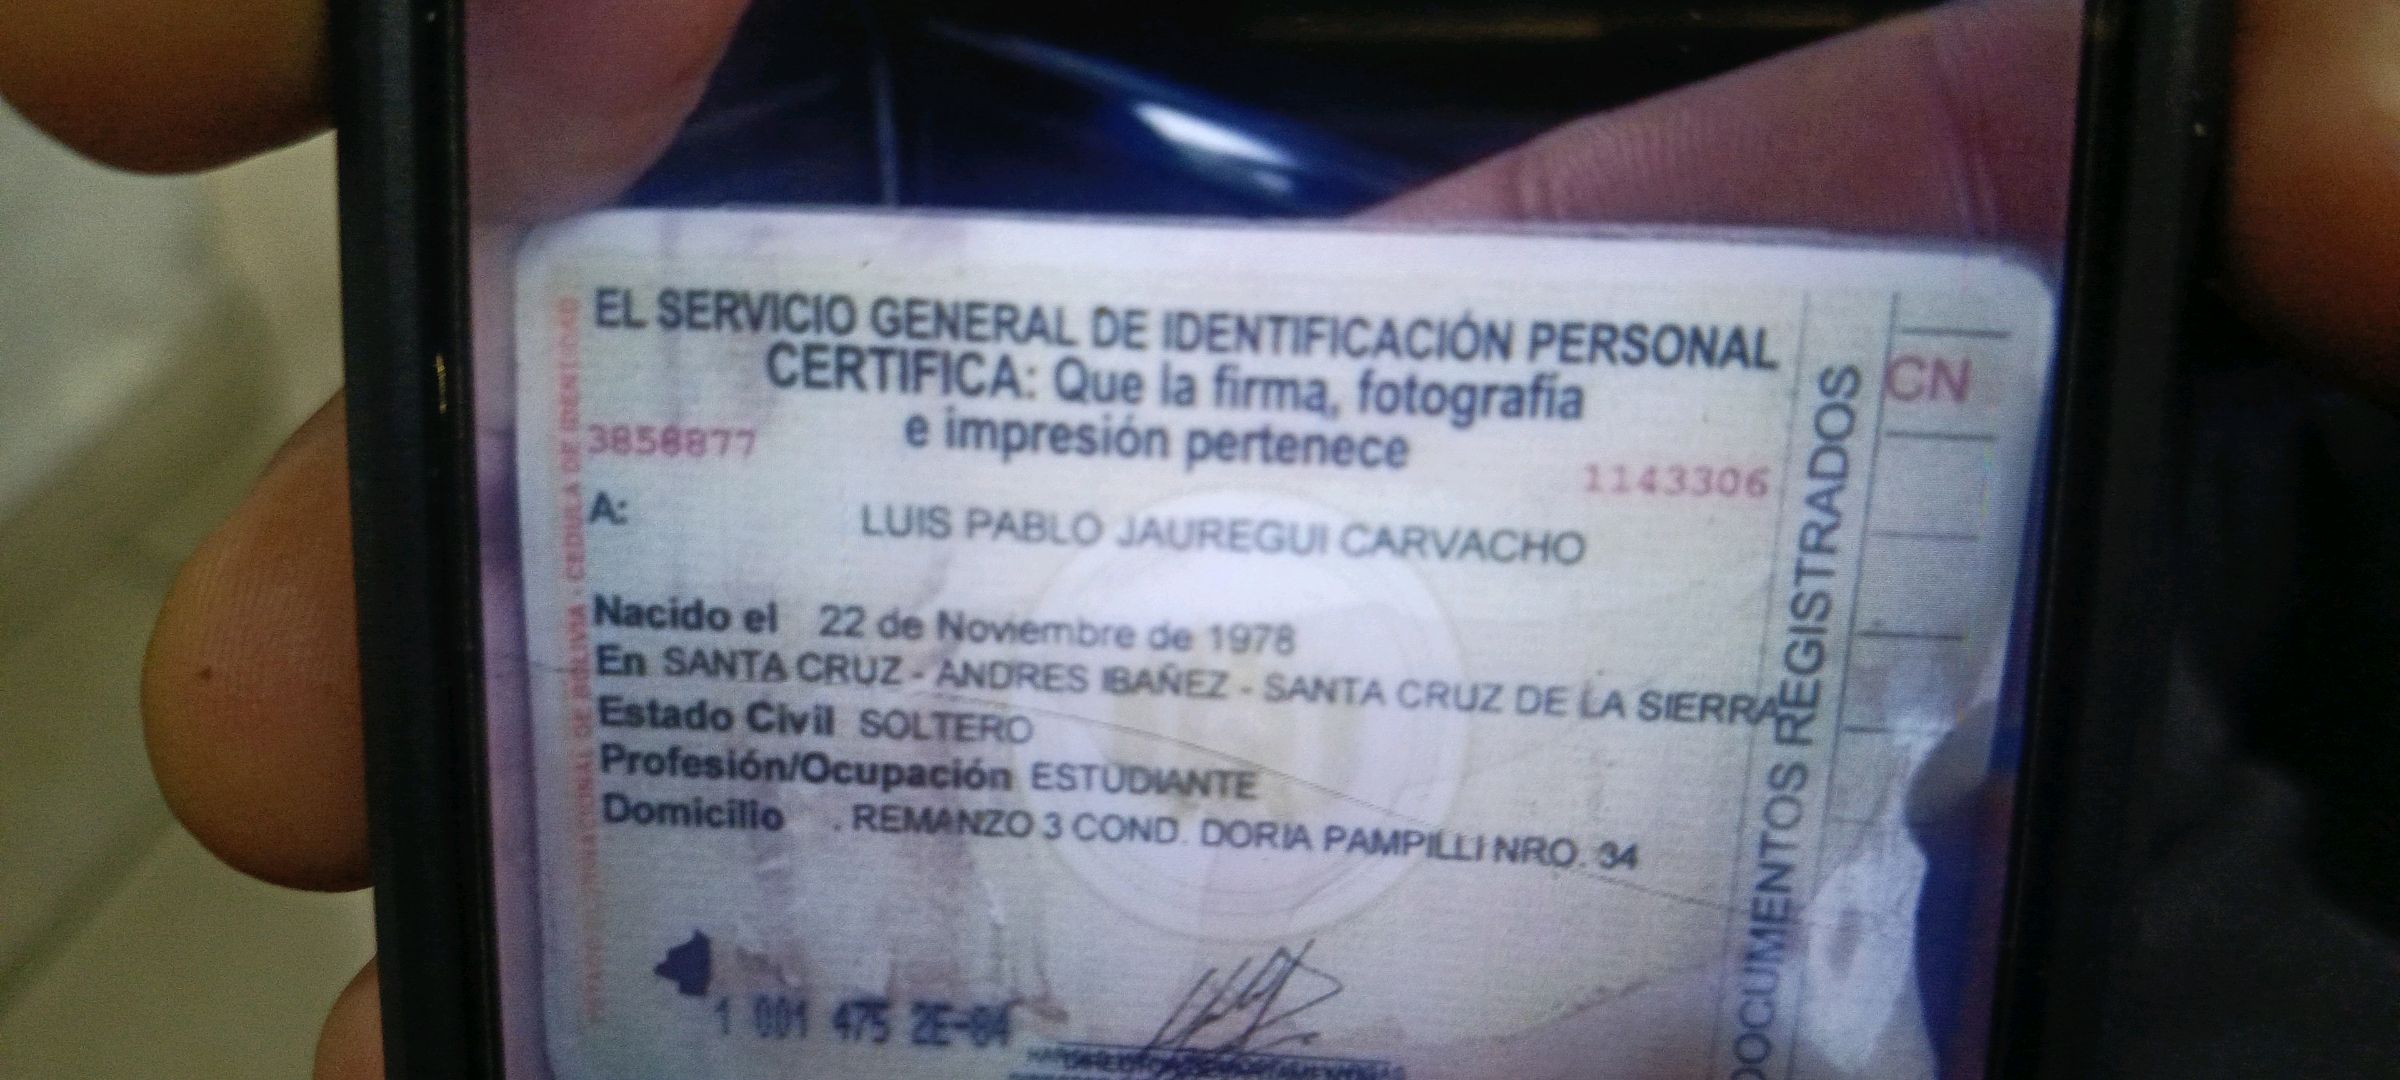 EL SERVICIO GENERAL DE IDENTIFICACIÓN PERSONAL
CERTIFICA: Que la firma, fotografía
e impresión pertenece
3858877
1143306
A: LUIS PABLO JAUREGUI CARVACHO
Nacido el 22 de Noviembre de 1978
En SANTA CRUZ - ANDRES IBAÑEZ - SANTA CRUZ DE LA SIERRA
Estado Civil SOLTERO
Profesión/Ocupación ESTUDIANTE
Domicilio . REMANZO 3 COND. DORIA PAMPILLI NRO. 34
1 001 475 2E-04
DOCUMENTOS REGISTRADOS
CN
DE BOLIVIA - CEDULA DE IDENTIDAD